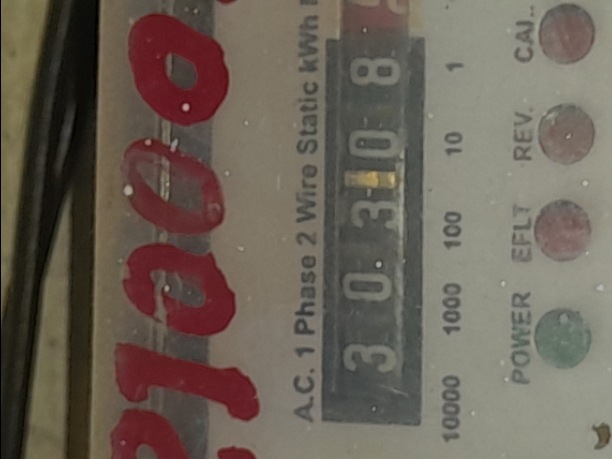 A.C. 1 Phase 2 Wire Static kWh
3 0 3 0 8
10000 1000 100 10 1
POWER EFLT REV. CAL.